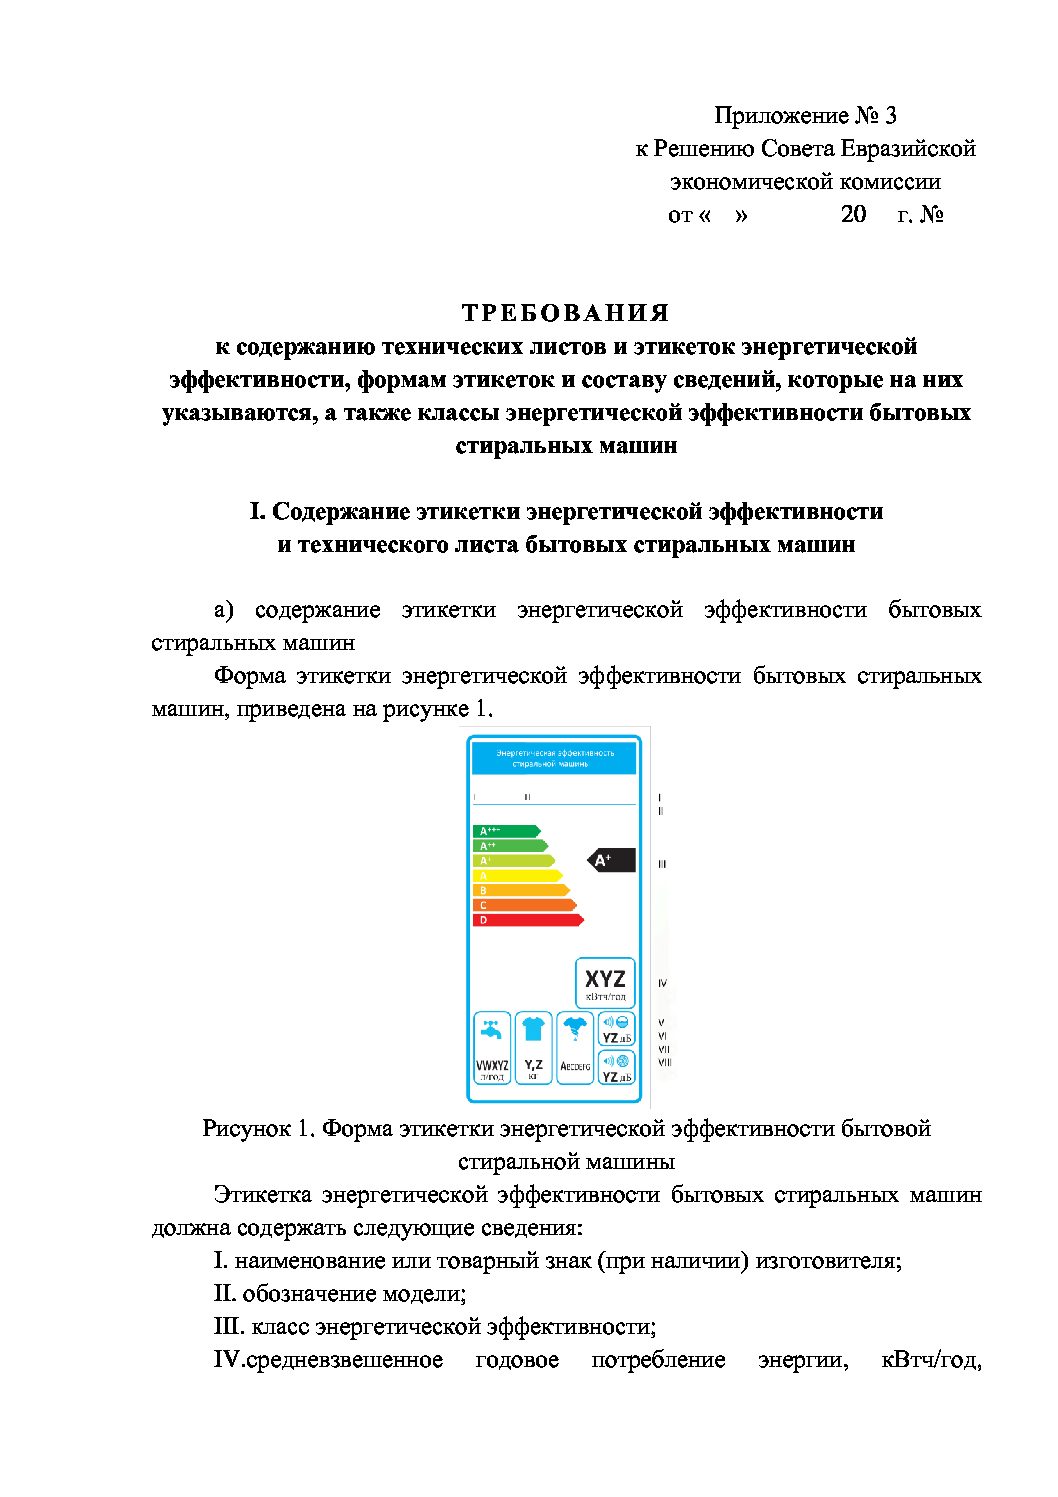 Приложение № 3
к Решению Совета Евразийской
экономической комиссии
от « » 20 г. №
ТРЕБОВАНИЯ
к содержанию технических листов и этикеток энергетической
эффективности, формам этикеток и составу сведений, которые на них
указываются, а также классы энергетической эффективности бытовых
стиральных машин
I. Содержание этикетки энергетической эффективности
и технического листа бытовых стиральных машин
а) содержание этикетки энергетической эффективности бытовых
стиральных машин
Форма этикетки энергетической эффективности бытовых стиральных
машин, приведена на рисунке 1.
Энергетическая эффективность
стиральной машины
I II
I
II
A+++
A++
A+
A
B
C
D
A+
III
XYZ
кВтч/год
IV
VWXYZ
л/год
Y,Z
кг
ABCDEFG
YZ дБ
YZ дБ
V
VI
VII
VIII
Рисунок 1. Форма этикетки энергетической эффективности бытовой
стиральной машины
Этикетка энергетической эффективности бытовых стиральных машин
должна содержать следующие сведения:
I. наименование или товарный знак (при наличии) изготовителя;
II. обозначение модели;
III. класс энергетической эффективности;
IV.средневзвешенное годовое потребление энергии, кВтч/год,